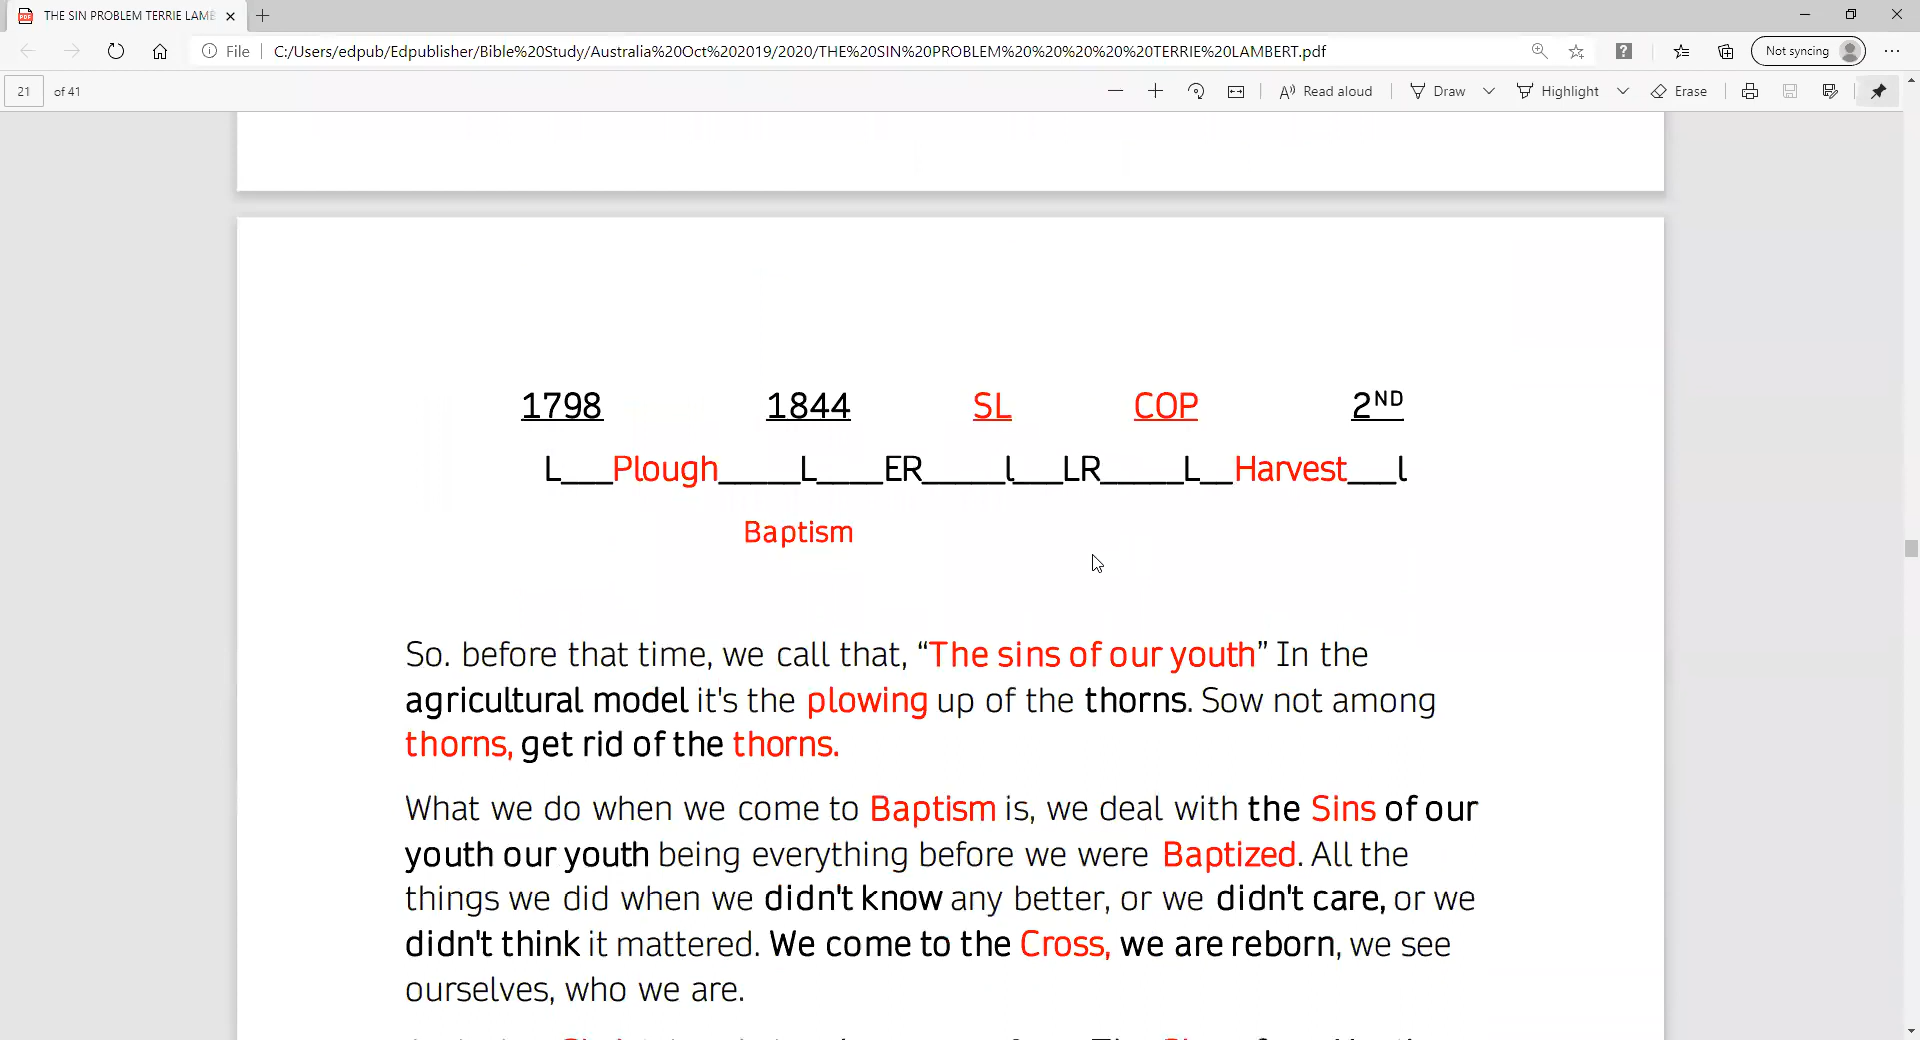 THE SIN PROBLEM TERRIE LAMB
File C:/Users/edpub/Edpublisher/Bible%20Study/Australia%20Oct%202019/2020/THE%20SIN%20PROBLEM%20%20%20%20%20TERRIE%20LAMBERT.pdf Not syncing
21 of 41 Read aloud Draw Highlight Erase
1798 1844 SL COP 2ND
L___Plough_____L____ER_____l___LR_____L__Harvest___l
Baptism
So. before that time, we call that, “The sins of our youth” In the
agricultural model it's the plowing up of the thorns. Sow not among
thorns, get rid of the thorns.
What we do when we come to Baptism is, we deal with the Sins of our
youth our youth being everything before we were Baptized. All the
things we did when we didn't know any better, or we didn't care, or we
didn't think it mattered. We come to the Cross, we are reborn, we see
ourselves, who we are.